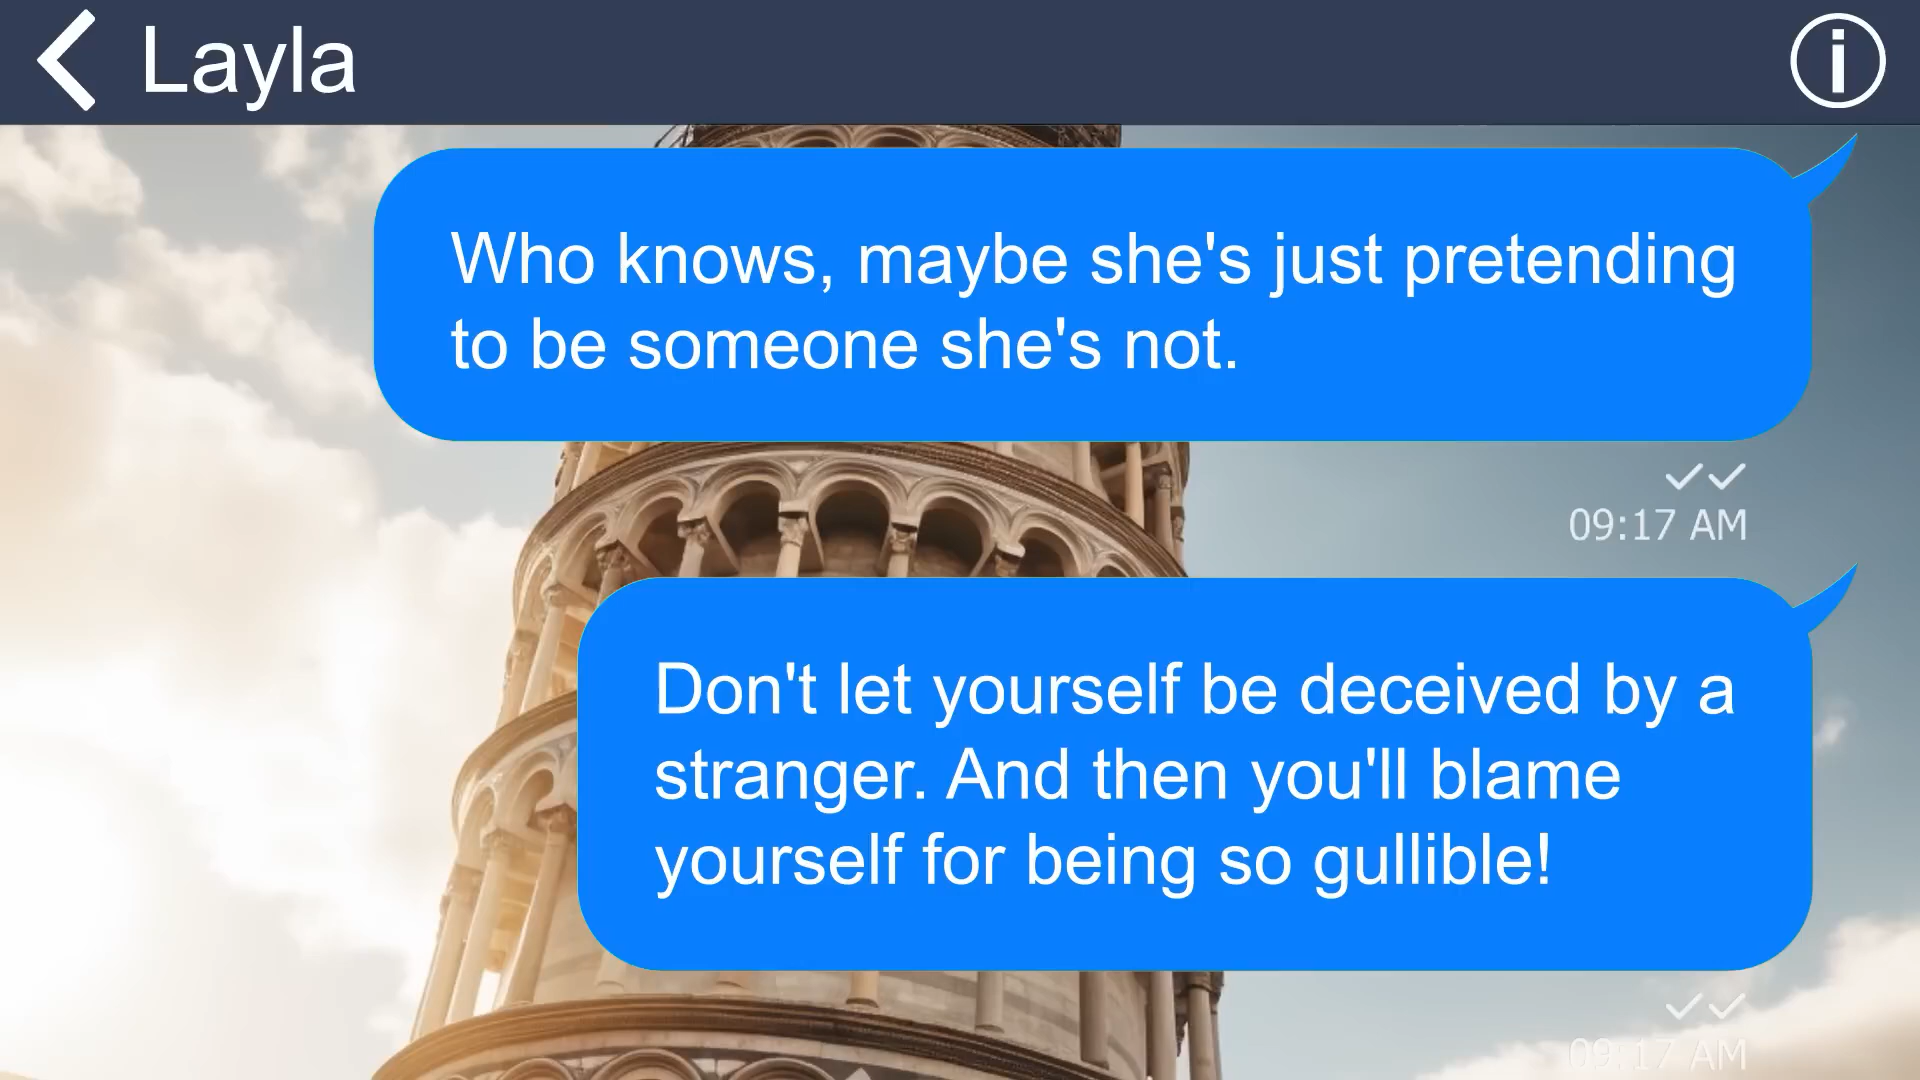 Layla
Who knows, maybe she's just pretending
to be someone she's not.
09:17 AM
Don't let yourself be deceived by a
stranger. And then you'll blame
yourself for being so gullible!
09:17 AM